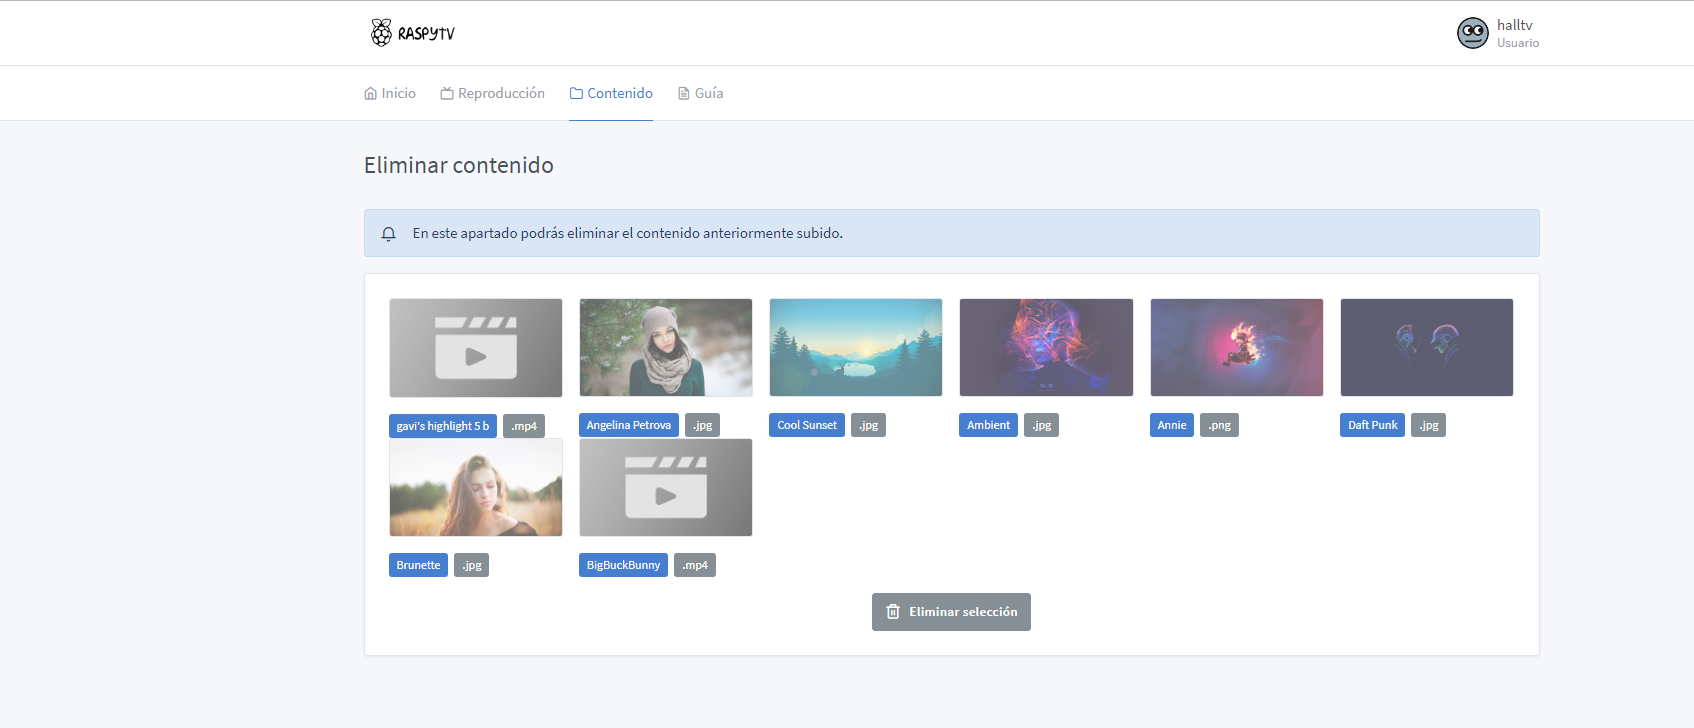 RASPYTV
halltv
Usuario
Inicio Reproducción Contenido Guía
Eliminar contenido
En este apartado podrás eliminar el contenido anteriormente subido.
gavi's highlight 5 b .mp4 Angelina Petrova .jpg Cool Sunset .jpg Ambient .jpg Annie .png Daft Punk .jpg
Brunette .jpg BigBuckBunny .mp4
Eliminar selección